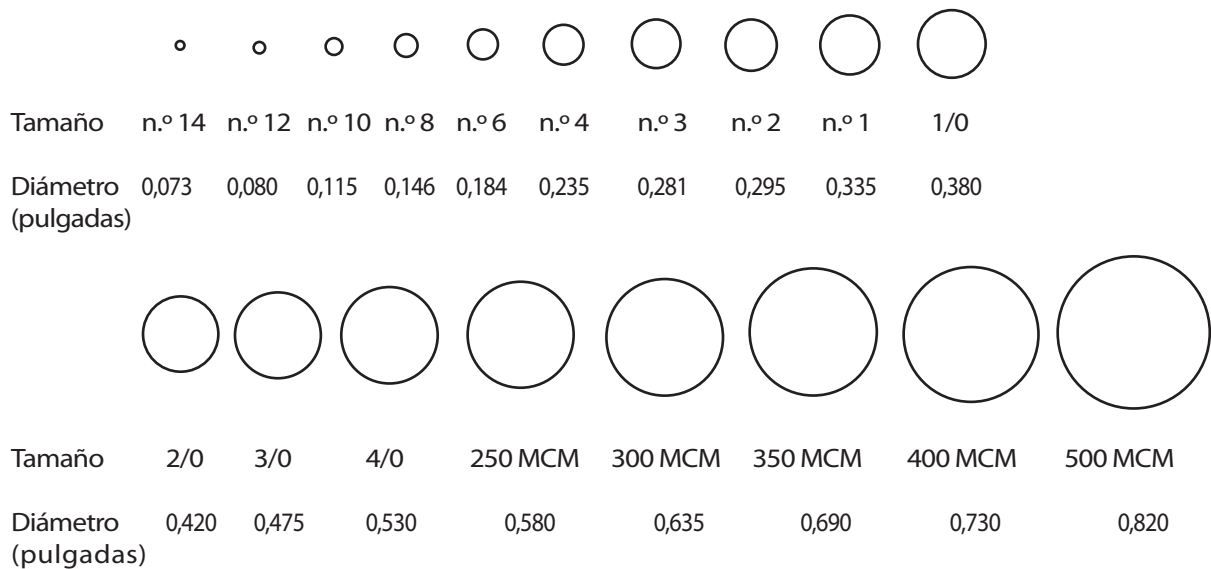 Tamaño n.º 14 n.º 12 n.º 10 n.º 8 n.º 6 n.º 4 n.º 3 n.º 2 n.º 1 1/0
Diámetro 0,073 0,080 0,115 0,146 0,184 0,235 0,281 0,295 0,335 0,380
(pulgadas)
Tamaño 2/0 3/0 4/0 250 MCM 300 MCM 350 MCM 400 MCM 500 MCM
Diámetro 0,420 0,475 0,530 0,580 0,635 0,690 0,730 0,820
(pulgadas)